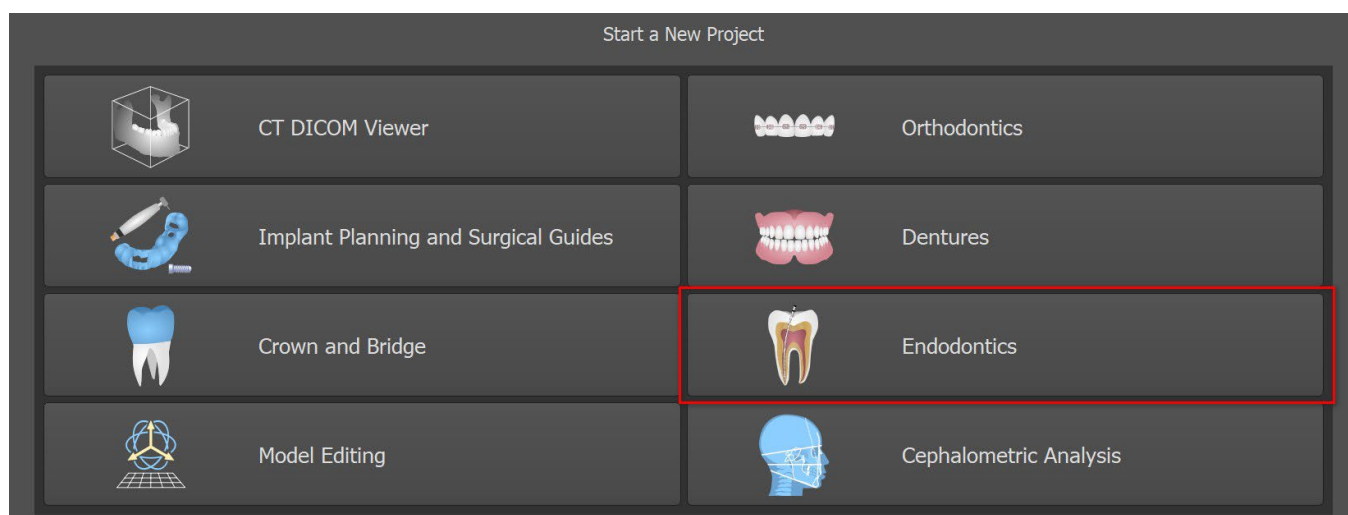 Start a New Project
CT DICOM Viewer
Orthodontics
Implant Planning and Surgical Guides
Dentures
Crown and Bridge
Endodontics
Model Editing
Cephalometric Analysis